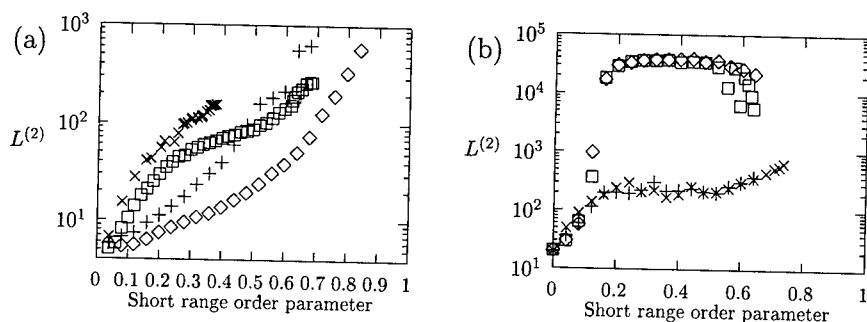 (a)
10^3
10^2
10^1
L^(2)
0 0.1 0.2 0.3 0.4 0.5 0.6 0.7 0.8 0.9 1
Short range order parameter
(b)
10^5
10^4
10^3
10^2
10^1
L^(2)
0 0.2 0.4 0.6 0.8 1
Short range order parameter